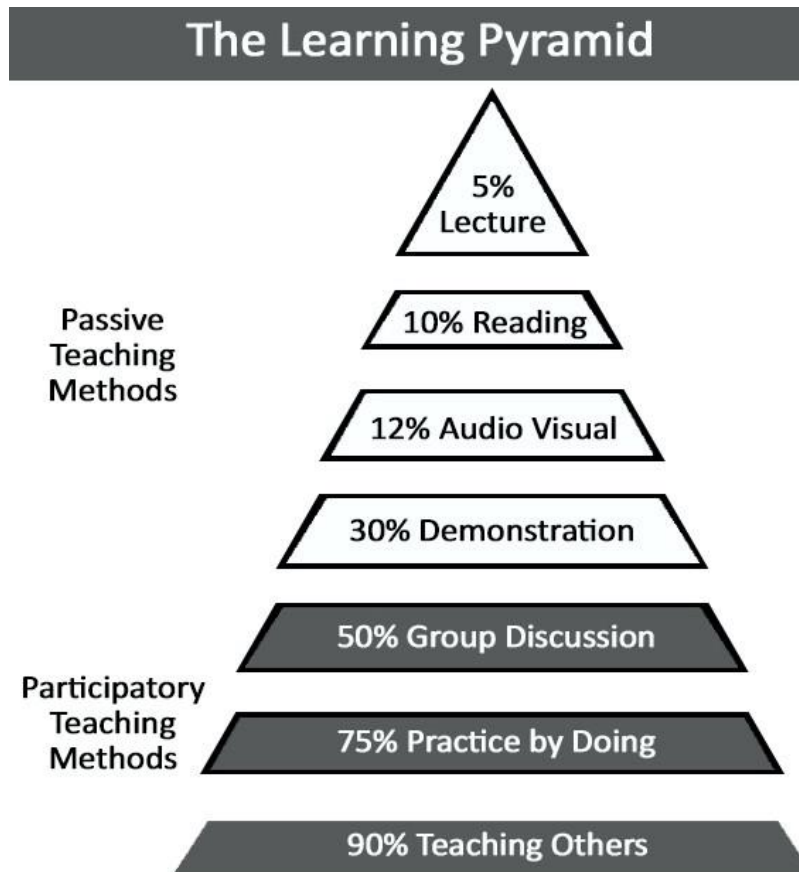 The Learning Pyramid
5%
Lecture
Passive
Teaching
Methods
10% Reading
12% Audio Visual
30% Demonstration
50% Group Discussion
Participatory
Teaching
Methods
75% Practice by Doing
90% Teaching Others